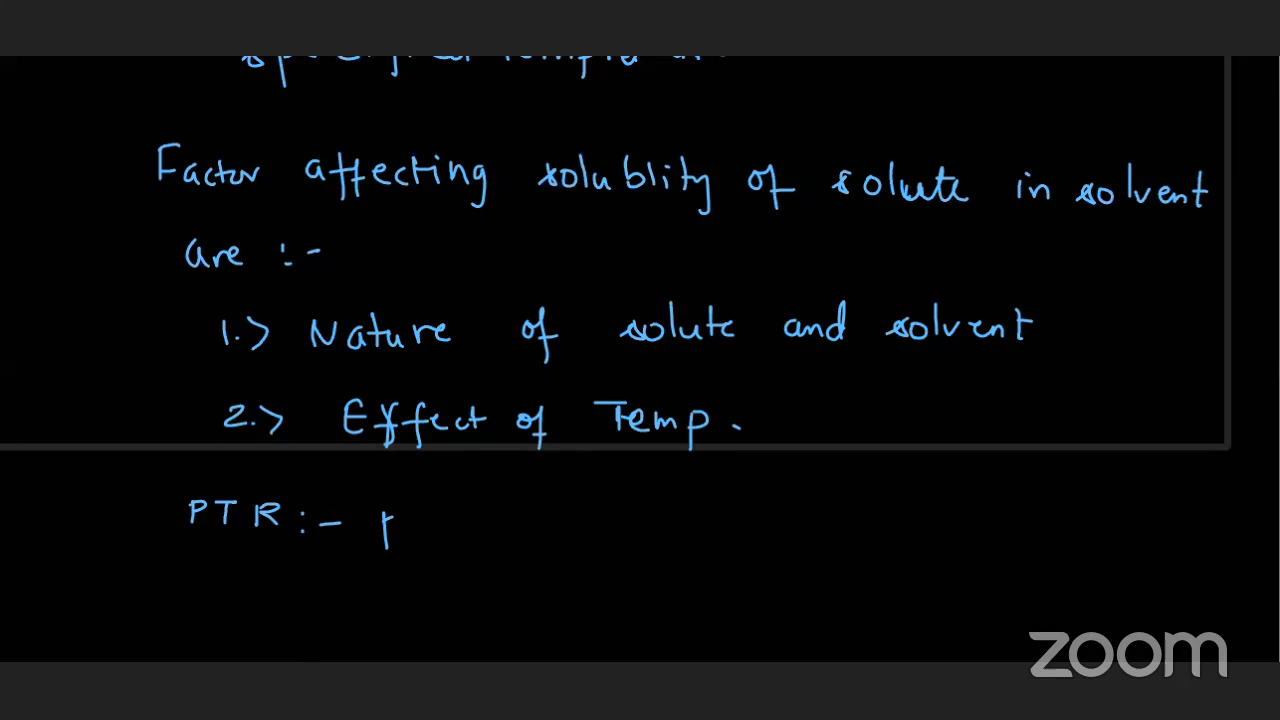 Factor affecting solublity of solute in solvent
are :-
1.> Nature of solute and solvent
2.> Effect of Temp.
PTR :-
zoom